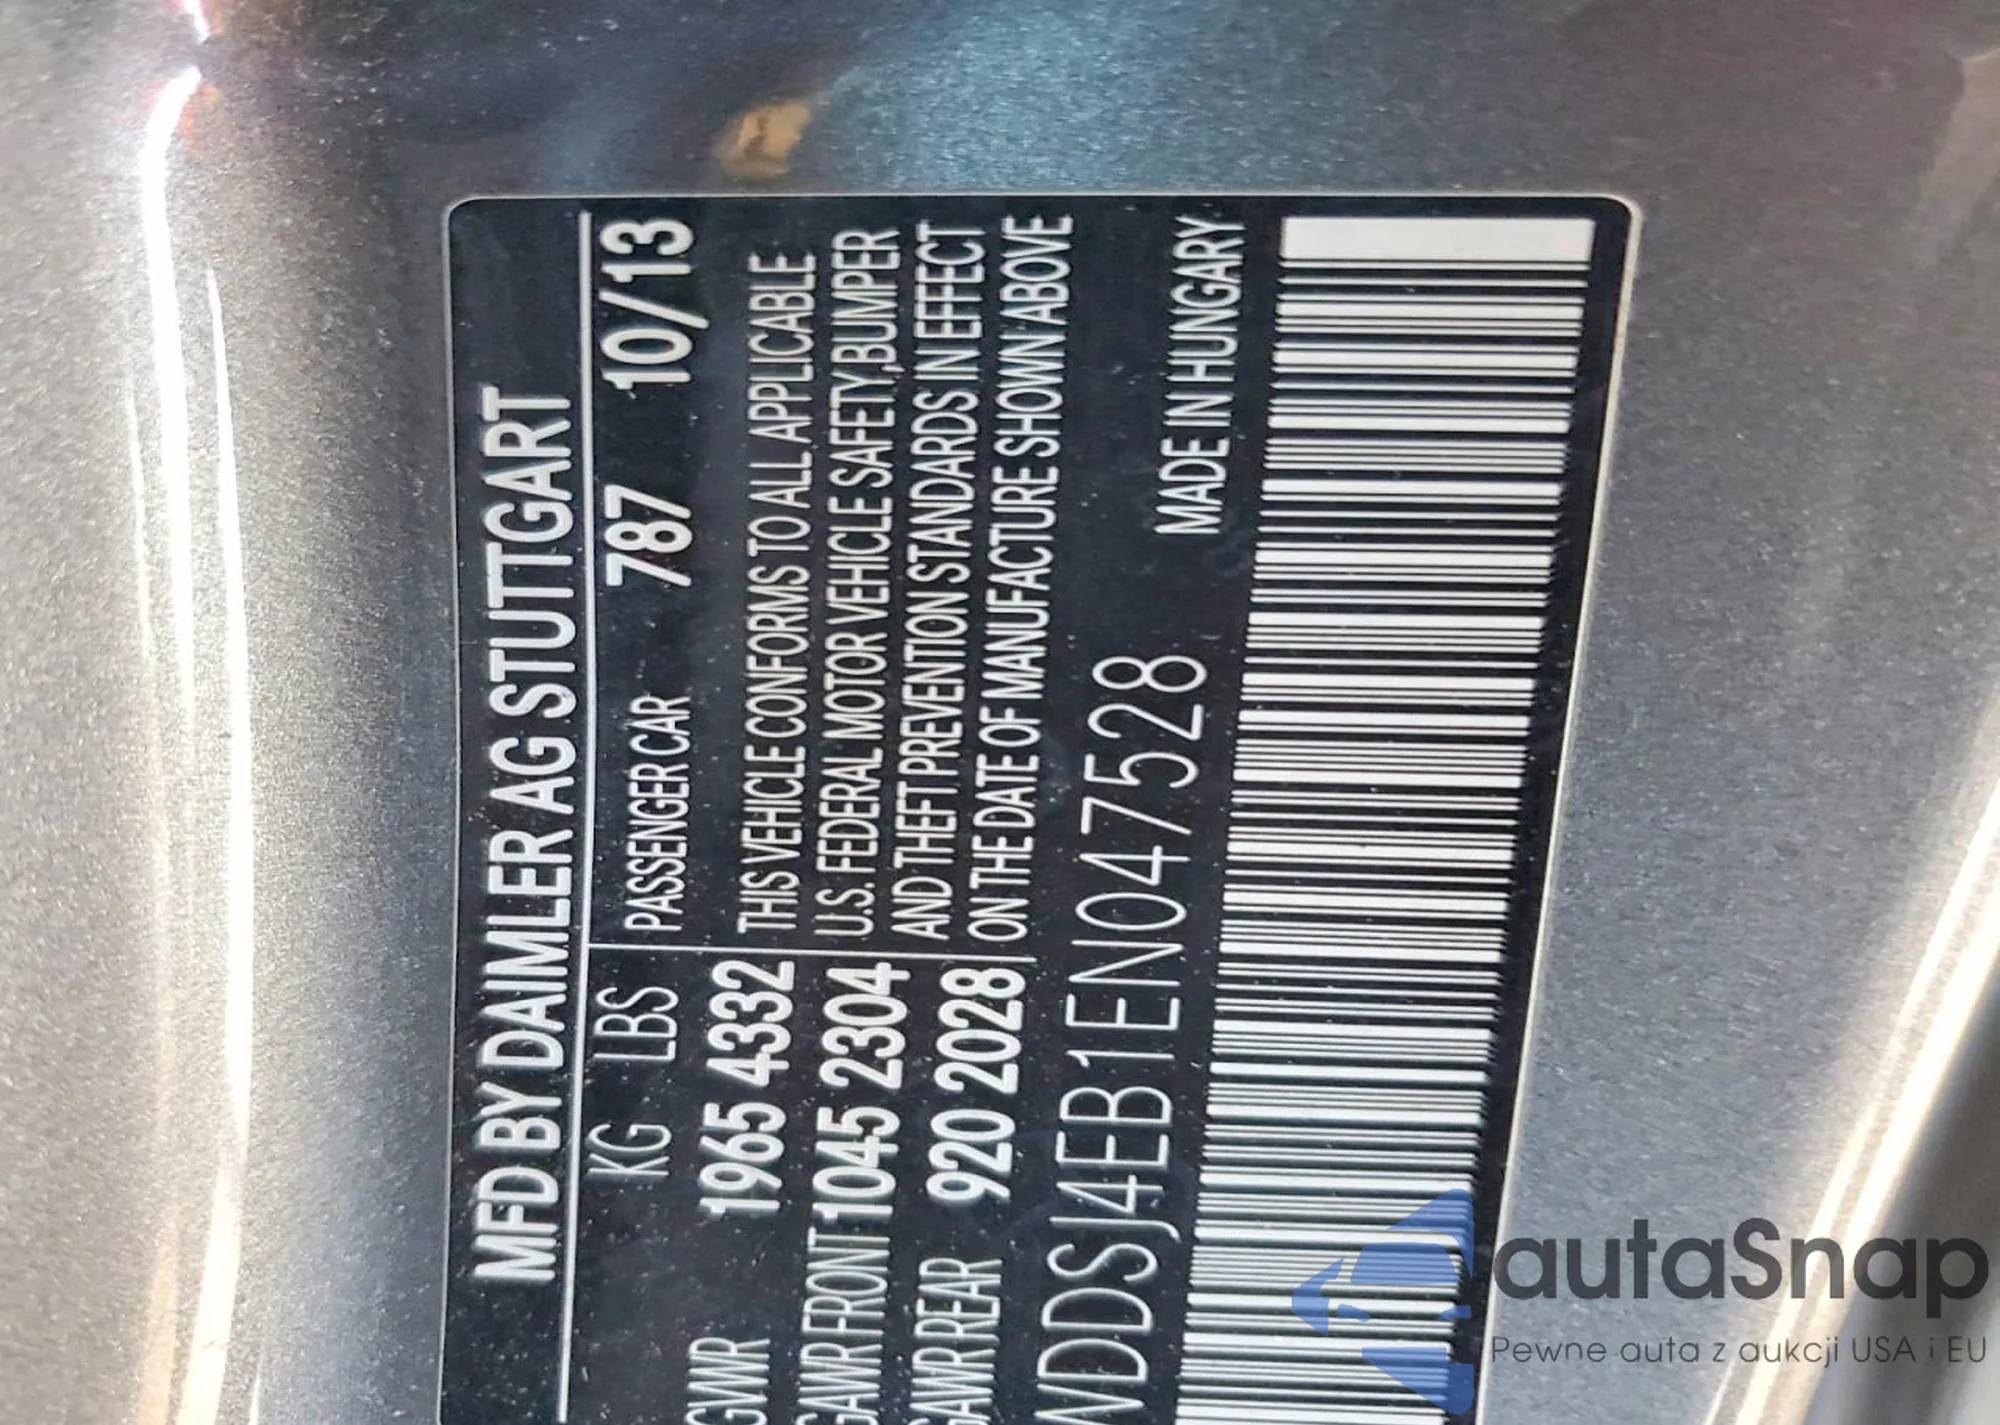 MFD BY DAIMLER AG STUTTGART
KG LBS PASSENGER CAR 787 10/13
GVWR 1965 4332
GAWR FRONT 1045 2304
GAWR REAR 920 2028
THIS VEHICLE CONFORMS TO ALL APPLICABLE
U.S. FEDERAL MOTOR VEHICLE SAFETY,BUMPER
AND THEFT PREVENTION STANDARDS IN EFFECT
ON THE DATE OF MANUFACTURE SHOWN ABOVE
WDDSJ4EB1EN047528
MADE IN HUNGARY
autaSnap
Pewne auta z aukcji USA i EU